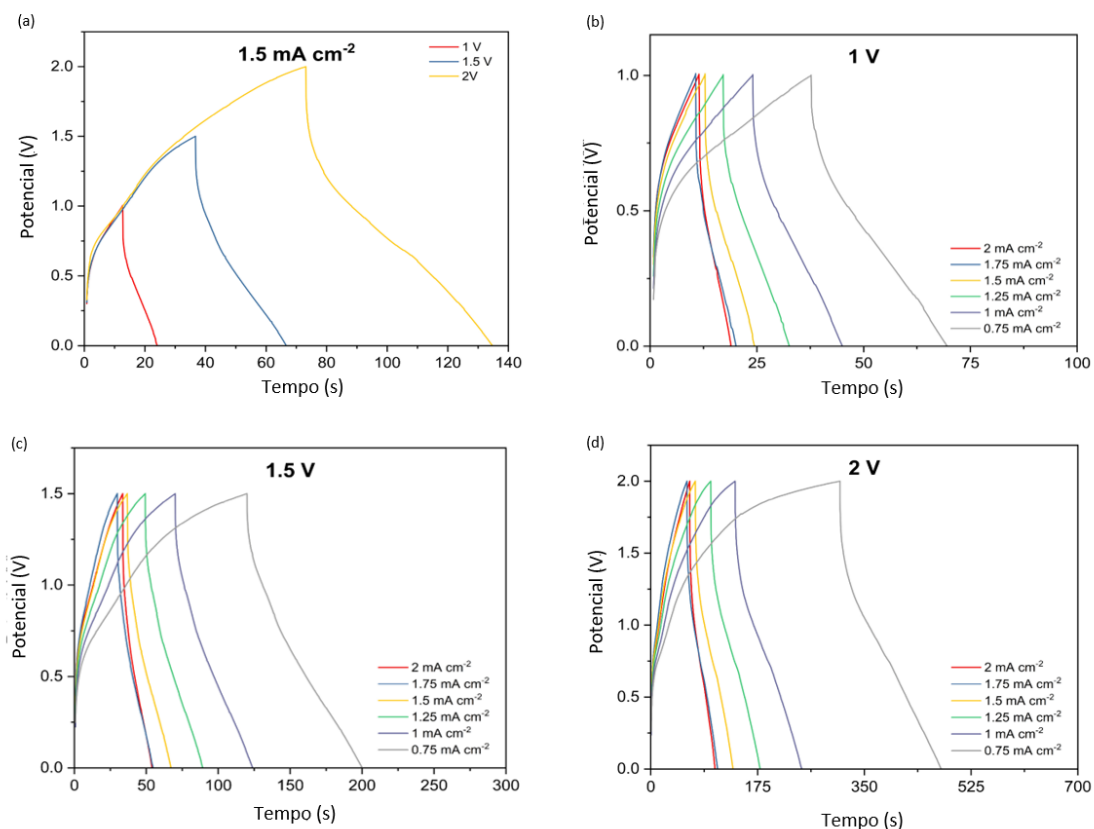 (a)
1.5 mA cm-2
1 V
1.5 V
2V
2.0
1.5
1.0
0.5
0.0
Potencial (V)
0 20 40 60 80 100 120 140
Tempo (s)
(b)
1 V
2 mA cm-2
1.75 mA cm-2
1.5 mA cm-2
1.25 mA cm-2
1 mA cm-2
0.75 mA cm-2
1.0
0.5
0.0
Potencial (V)
0 25 50 75 100
Tempo (s)
(c)
1.5 V
2 mA cm-2
1.75 mA cm-2
1.5 mA cm-2
1.25 mA cm-2
1 mA cm-2
0.75 mA cm-2
1.5
1.0
0.5
0.0
Potencial (V)
0 50 100 150 200 250 300
Tempo (s)
(d)
2 V
2 mA cm-2
1.75 mA cm-2
1.5 mA cm-2
1.25 mA cm-2
1 mA cm-2
0.75 mA cm-2
2.0
1.5
1.0
0.5
0.0
Potencial (V)
0 175 350 525 700
Tempo (s)